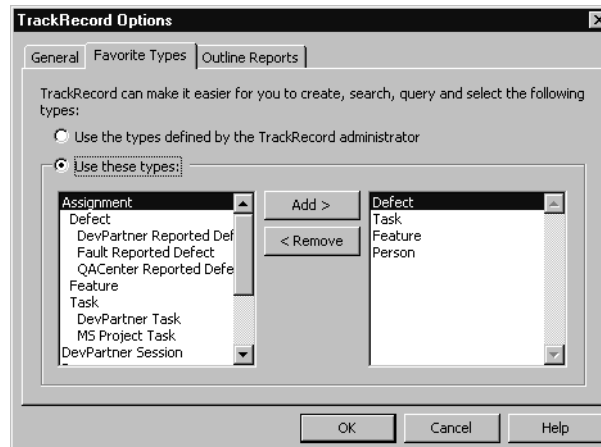 TrackRecord Options
General Favorite Types Outline Reports
TrackRecord can make it easier for you to create, search, query and select the following
types:
Use the types defined by the TrackRecord administrator
Use these types:
Assignment
Defect
DevPartner Reported Def
Fault Reported Defect
QACenter Reported Defe
Feature
Task
DevPartner Task
MS Project Task
DevPartner Session
Add >
< Remove
Defect
Task
Feature
Person
OK Cancel Help